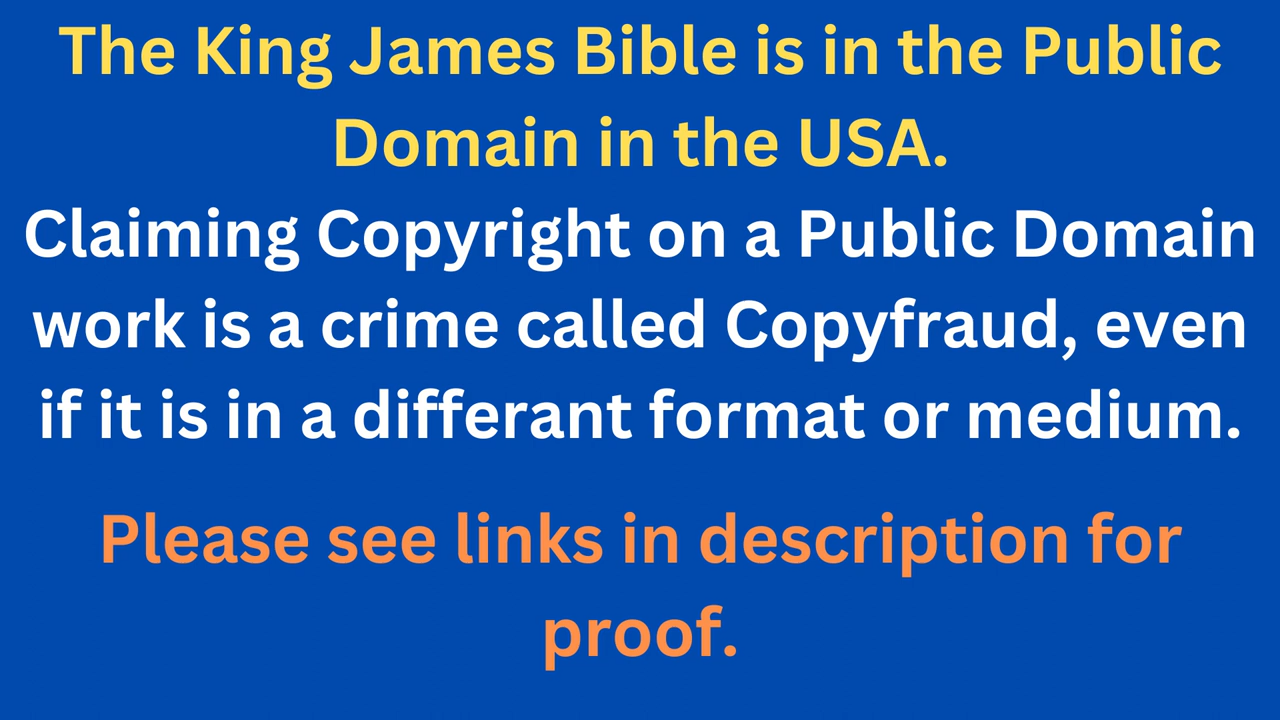 The King James Bible is in the Public
Domain in the USA.
Claiming Copyright on a Public Domain
work is a crime called Copyfraud, even
if it is in a differant format or medium.
Please see links in description for
proof.